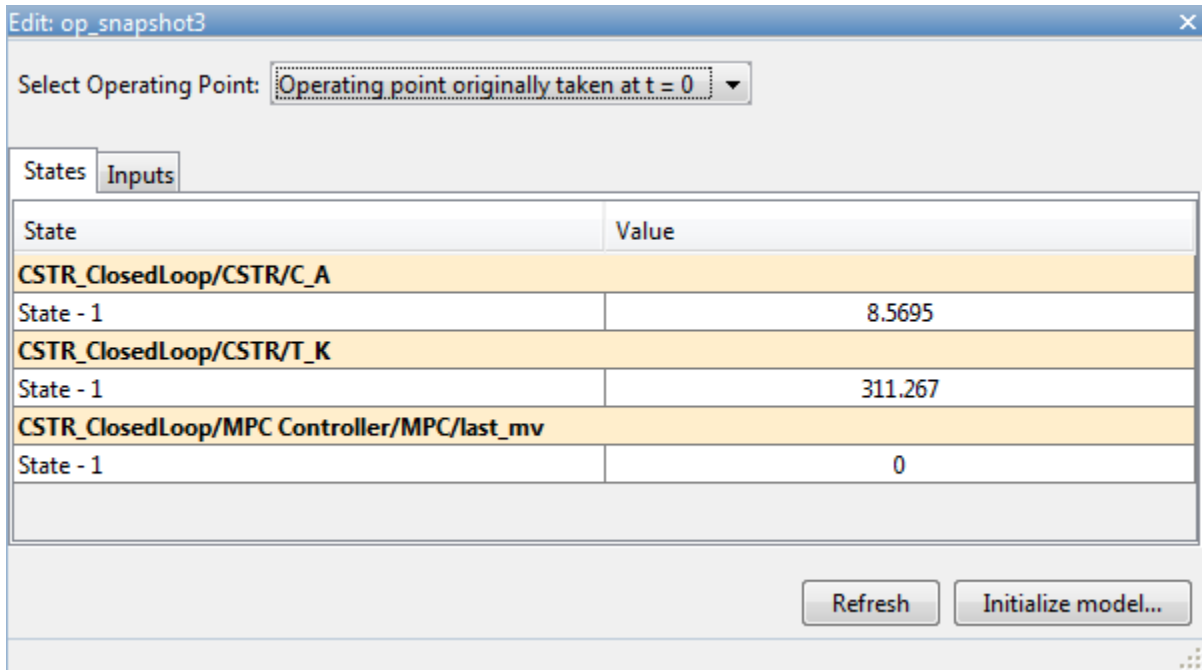 Edit: op_snapshot3
Select Operating Point: Operating point originally taken at t = 0
States Inputs
State Value
CSTR_ClosedLoop/CSTR/C_A
State - 1 8.5695
CSTR_ClosedLoop/CSTR/T_K
State - 1 311.267
CSTR_ClosedLoop/MPC Controller/MPC/last_mv
State - 1 0
Refresh Initialize model...